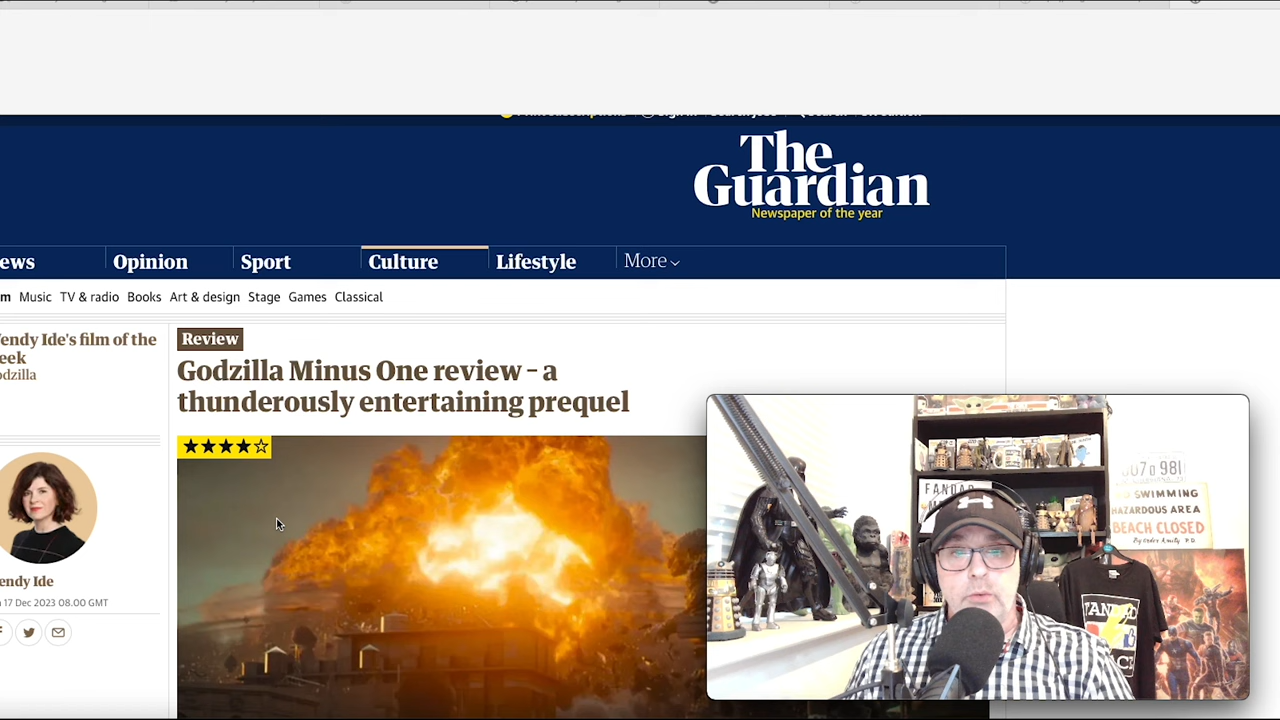 The
Guardian
Newspaper of the year
ews
Opinion
Sport
Culture
Lifestyle
More
m
Music
TV & radio
Books
Art & design
Stage
Games
Classical
endy Ide's film of the
eek
odzilla
Review
Godzilla Minus One review – a
thunderously entertaining prequel
endy Ide
17 Dec 2023 08.00 GMT
SWIMMING
HAZARDOUS AREA
BEACH CLOSED